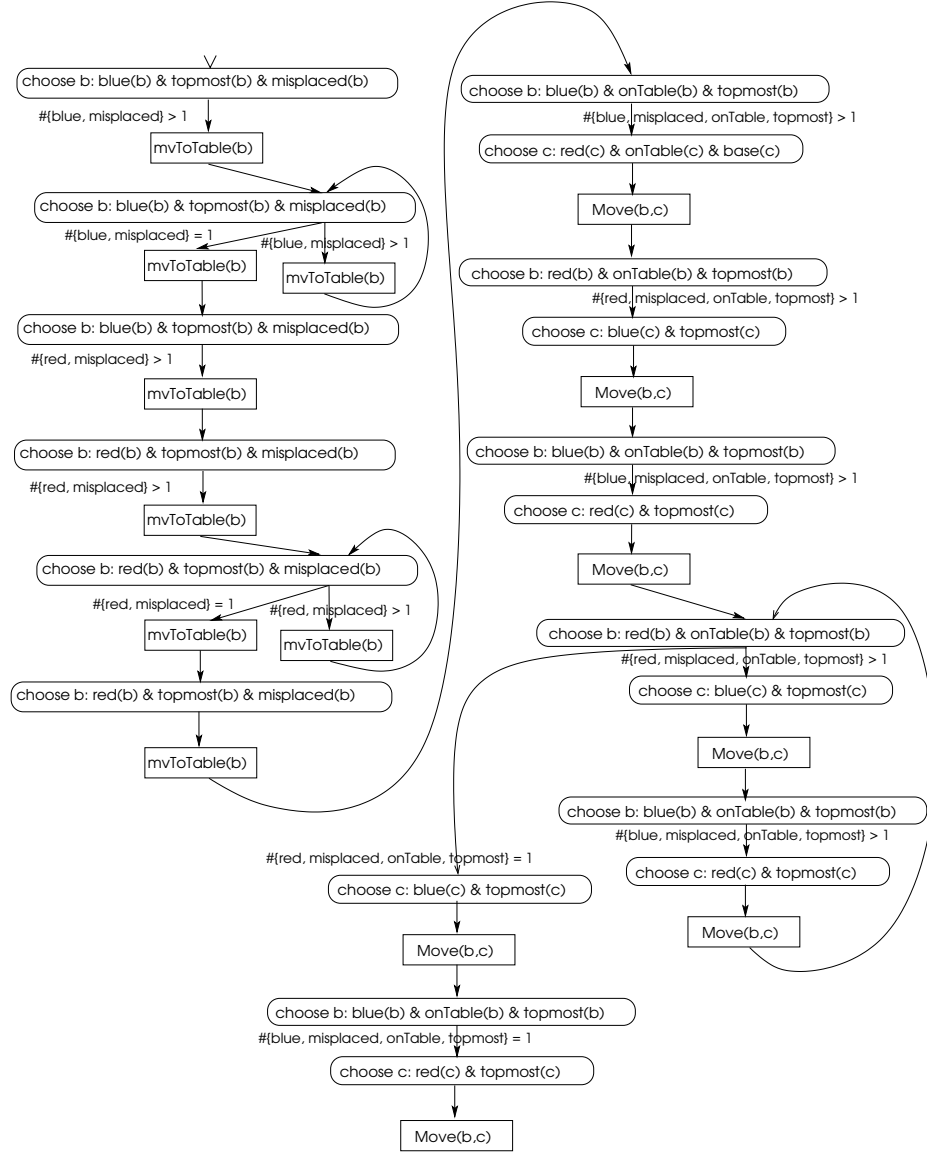 choose b: blue(b) & topmost(b) & misplaced(b)
#{blue, misplaced} > 1
mvToTable(b)
choose b: blue(b) & topmost(b) & misplaced(b)
#{blue, misplaced} = 1
#{blue, misplaced} > 1
mvToTable(b)
mvToTable(b)
choose b: blue(b) & topmost(b) & misplaced(b)
#{red, misplaced} > 1
mvToTable(b)
choose b: red(b) & topmost(b) & misplaced(b)
#{red, misplaced} > 1
mvToTable(b)
choose b: red(b) & topmost(b) & misplaced(b)
#{red, misplaced} = 1
#{red, misplaced} > 1
mvToTable(b)
mvToTable(b)
choose b: red(b) & topmost(b) & misplaced(b)
mvToTable(b)
choose b: blue(b) & onTable(b) & topmost(b)
#{blue, misplaced, onTable, topmost} > 1
choose c: red(c) & onTable(c) & base(c)
Move(b,c)
choose b: red(b) & onTable(b) & topmost(b)
#{red, misplaced, onTable, topmost} > 1
choose c: blue(c) & topmost(c)
Move(b,c)
choose b: blue(b) & onTable(b) & topmost(b)
#{blue, misplaced, onTable, topmost} > 1
choose c: red(c) & topmost(c)
Move(b,c)
choose b: red(b) & onTable(b) & topmost(b)
#{red, misplaced, onTable, topmost} > 1
choose c: blue(c) & topmost(c)
Move(b,c)
choose b: blue(b) & onTable(b) & topmost(b)
#{blue, misplaced, onTable, topmost} > 1
choose c: red(c) & topmost(c)
Move(b,c)
#{red, misplaced, onTable, topmost} = 1
choose c: blue(c) & topmost(c)
Move(b,c)
choose b: blue(b) & onTable(b) & topmost(b)
#{blue, misplaced, onTable, topmost} = 1
choose c: red(c) & topmost(c)
Move(b,c)